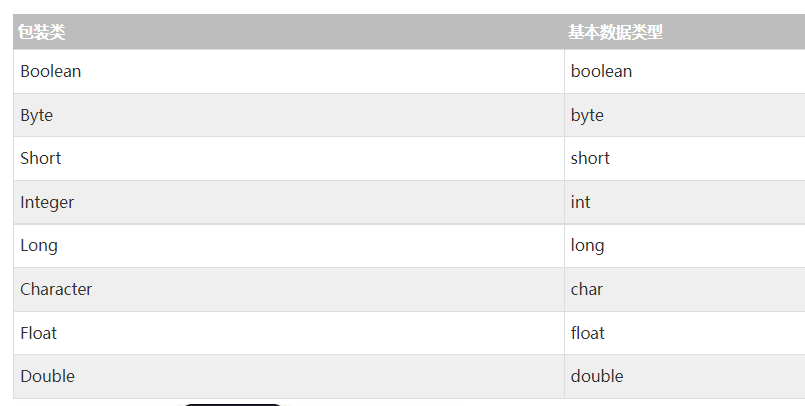 包装类 基本数据类型
Boolean boolean
Byte byte
Short short
Integer int
Long long
Character char
Float float
Double double